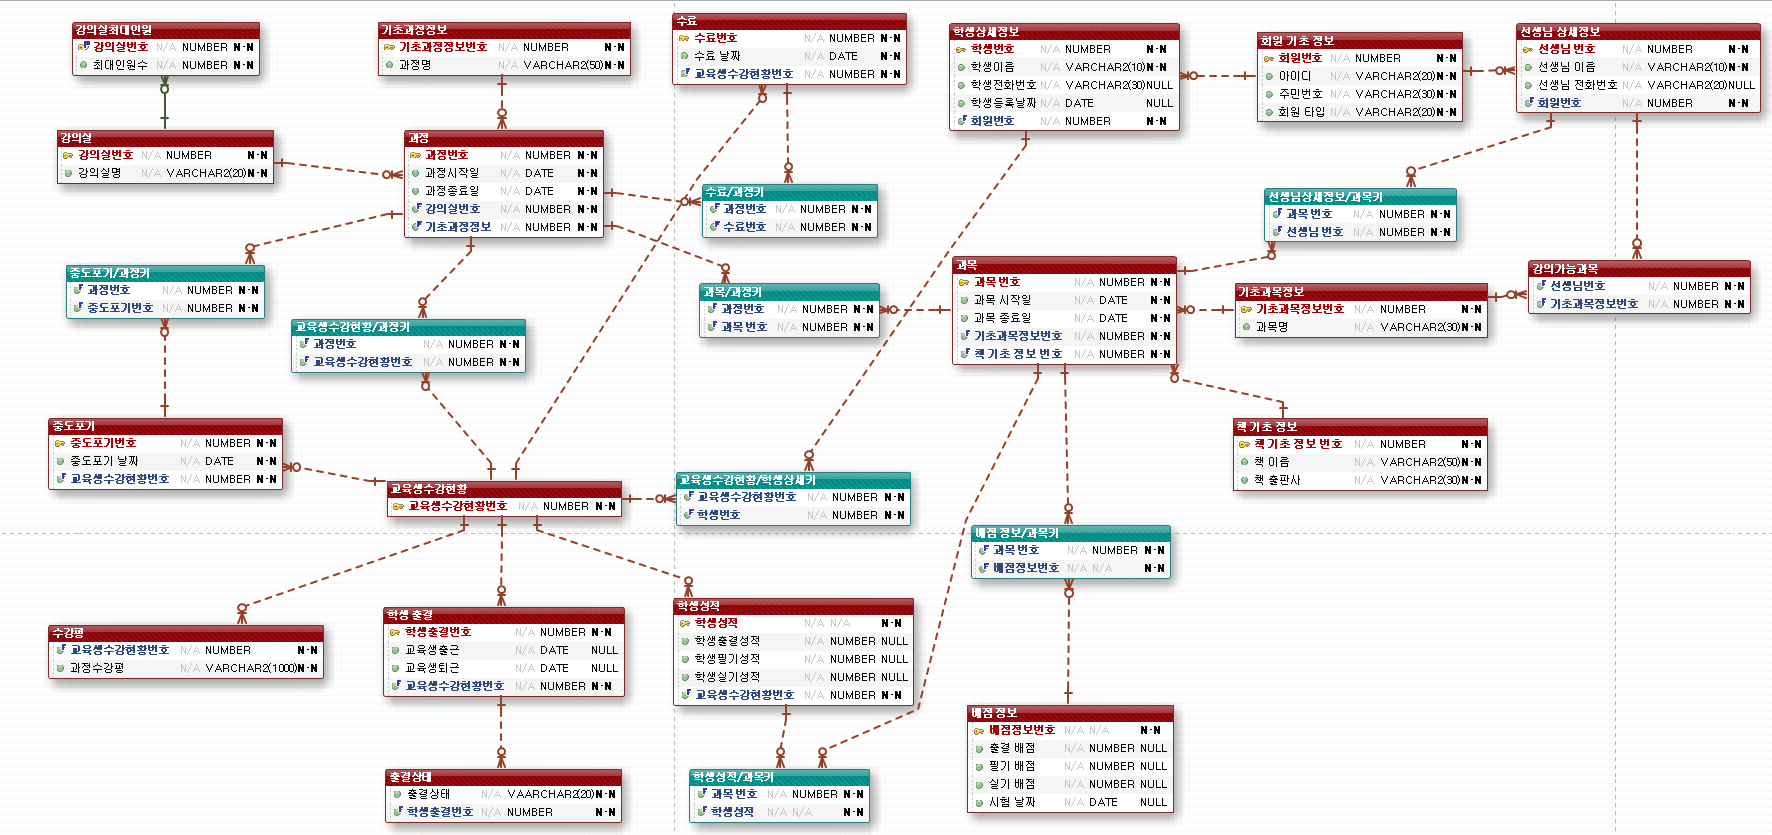 강의실최대인원
강의실번호 N/A NUMBER N-N
최대인원수 N/A NUMBER N-N
기초과정정보
기초과정정보번호 N/A NUMBER N-N
과정명 N/A VARCHAR2(50) N-N
수료
수료번호 N/A NUMBER N-N
수료 날짜 N/A DATE N-N
교육생수강현황번호 N/A NUMBER N-N
학생상세정보
학생번호 N/A NUMBER N-N
학생이름 N/A VARCHAR2(10) N-N
학생전화번호 N/A VARCHAR2(30) NULL
학생등록날짜 N/A DATE NULL
회원번호 N/A NUMBER N-N
회원 기초 정보
회원번호 N/A NUMBER N-N
아이디 N/A VARCHAR2(20) N-N
주민번호 N/A VARCHAR2(30) N-N
회원 타입 N/A VARCHAR2(20) N-N
선생님 상세정보
선생님 번호 N/A NUMBER N-N
선생님 이름 N/A VARCHAR2(10) N-N
선생님 전화번호 N/A VARCHAR2(20) NULL
회원번호 N/A NUMBER N-N
강의실
강의실번호 N/A NUMBER N-N
강의실명 N/A VARCHAR2(20) N-N
과정
과정번호 N/A NUMBER N-N
과정시작일 N/A DATE N-N
과정종료일 N/A DATE N-N
강의실번호 N/A NUMBER N-N
기초과정정보 N/A NUMBER N-N
수료/과정키
과정번호 N/A NUMBER N-N
수료번호 N/A NUMBER N-N
선생님상세정보/과목키
과목번호 N/A NUMBER N-N
선생님 번호 N/A NUMBER N-N
중도포기/과정키
과정번호 N/A NUMBER N-N
중도포기번호 N/A NUMBER N-N
과목/과정키
과정번호 N/A NUMBER N-N
과목번호 N/A NUMBER N-N
과목
과목번호 N/A NUMBER N-N
과목 시작일 N/A DATE N-N
과목 종료일 N/A DATE N-N
기초과목정보번호 N/A NUMBER N-N
책 기초 정보 번호 N/A NUMBER N-N
기초과목정보
기초과목정보번호 N/A NUMBER N-N
과목명 N/A VARCHAR2(30) N-N
강의가능과목
선생님번호 N/A NUMBER N-N
기초과목정보번호 N/A NUMBER N-N
교육생수강현황/과정키
과정번호 N/A NUMBER N-N
교육생수강현황번호 N/A NUMBER N-N
중도포기
중도포기번호 N/A NUMBER N-N
중도포기 날짜 N/A DATE N-N
교육생수강현황번호 N/A NUMBER N-N
책 기초 정보
책 기초 정보 번호 N/A NUMBER N-N
책 이름 N/A VARCHAR2(50) N-N
책 출판사 N/A VARCHAR2(30) N-N
교육생수강현황
교육생수강현황번호 N/A NUMBER N-N
교육생수강현황/학생상세키
교육생수강현황번호 N/A NUMBER N-N
학생번호 N/A NUMBER N-N
배점 정보/과목키
과목번호 N/A NUMBER N-N
배점정보번호 N/A N/A N-N
수강평
교육생수강현황번호 N/A NUMBER N-N
과정수강평 N/A VARCHAR2(1000) N-N
학생 출결
학생출결번호 N/A NUMBER N-N
교육생출근 N/A DATE NULL
교육생퇴근 N/A DATE NULL
교육생수강현황번호 N/A NUMBER N-N
학생성적
학생성적 N/A N/A N-N
학생출결성적 N/A NUMBER NULL
학생필기성적 N/A NUMBER NULL
학생실기성적 N/A NUMBER NULL
교육생수강현황번호 N/A NUMBER N-N
배점 정보
배점정보번호 N/A N/A N-N
출결 배점 N/A NUMBER NULL
필기 배점 N/A NUMBER NULL
실기 배점 N/A NUMBER NULL
시험 날짜 N/A DATE NULL
출결상태
출결상태 N/A VAARCHAR2(20) N-N
학생출결번호 N/A NUMBER N-N
학생성적/과목키
과목번호 N/A NUMBER N-N
학생성적 N/A N/A N-N